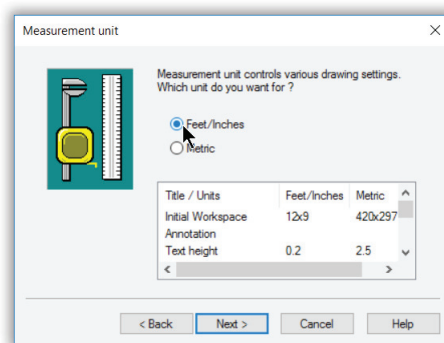 Measurement unit
Measurement unit controls various drawing settings.
Which unit do you want for ?
Feet/Inches
Metric
Title / Units Feet/Inches Metric
Initial Workspace 12x9 420x297
Annotation
Text height 0.2 2.5
< Back Next > Cancel Help